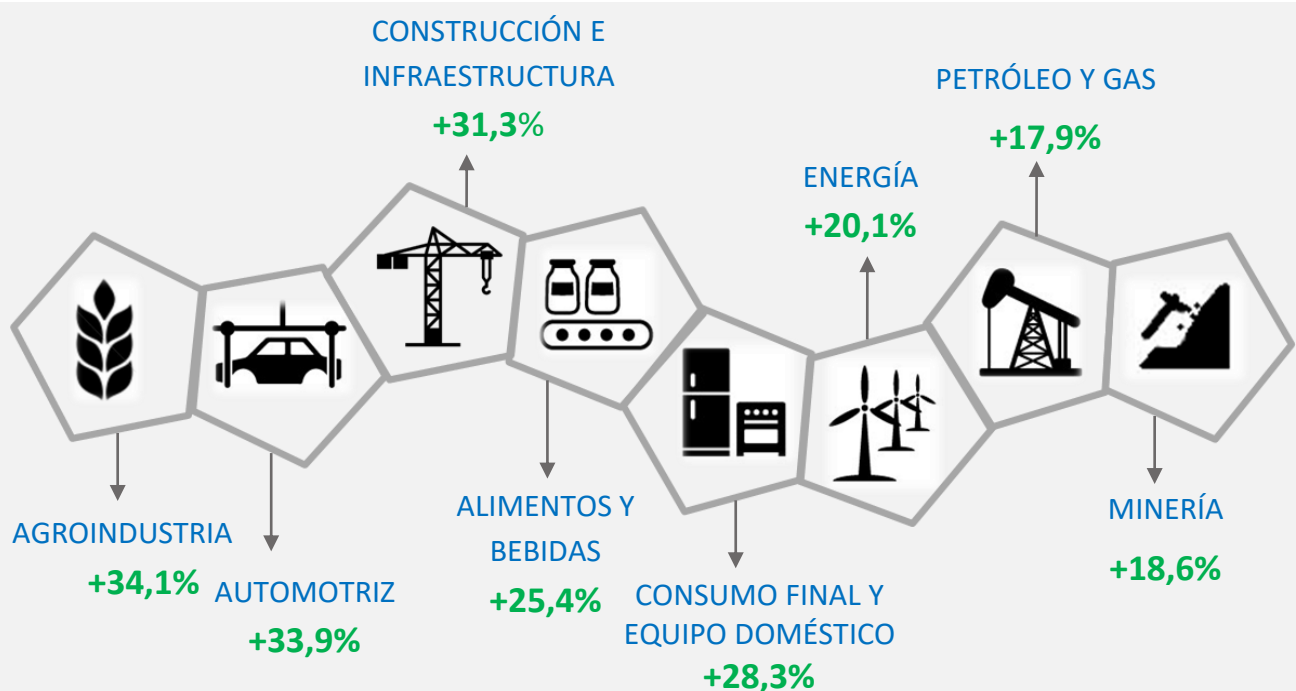 CONSTRUCCIÓN E
INFRAESTRUCTURA
+31,3%
PETRÓLEO Y GAS
+17,9%
ENERGÍA
+20,1%
AGROINDUSTRIA
+34,1%
AUTOMOTRIZ
+33,9%
ALIMENTOS Y
BEBIDAS
+25,4%
CONSUMO FINAL Y
EQUIPO DOMÉSTICO
+28,3%
MINERÍA
+18,6%